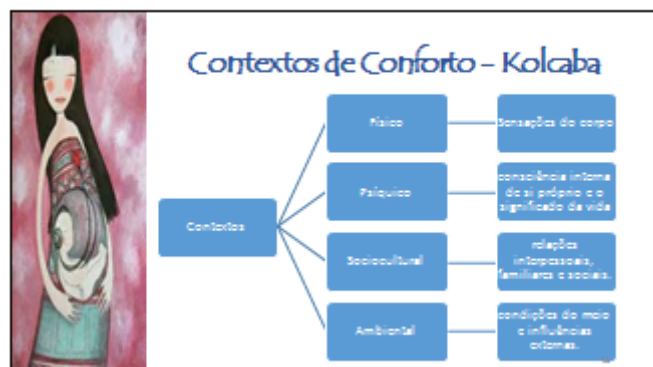 Contextos de Conforto – Kolcaba
Contextos
Físico
Sensações do corpo
Psíquico
consciência interna
de si próprio e o
significado da vida
Sociocultural
relações
interpessoais,
familiares e sociais.
Ambiental
condições do meio
e influências
externas.